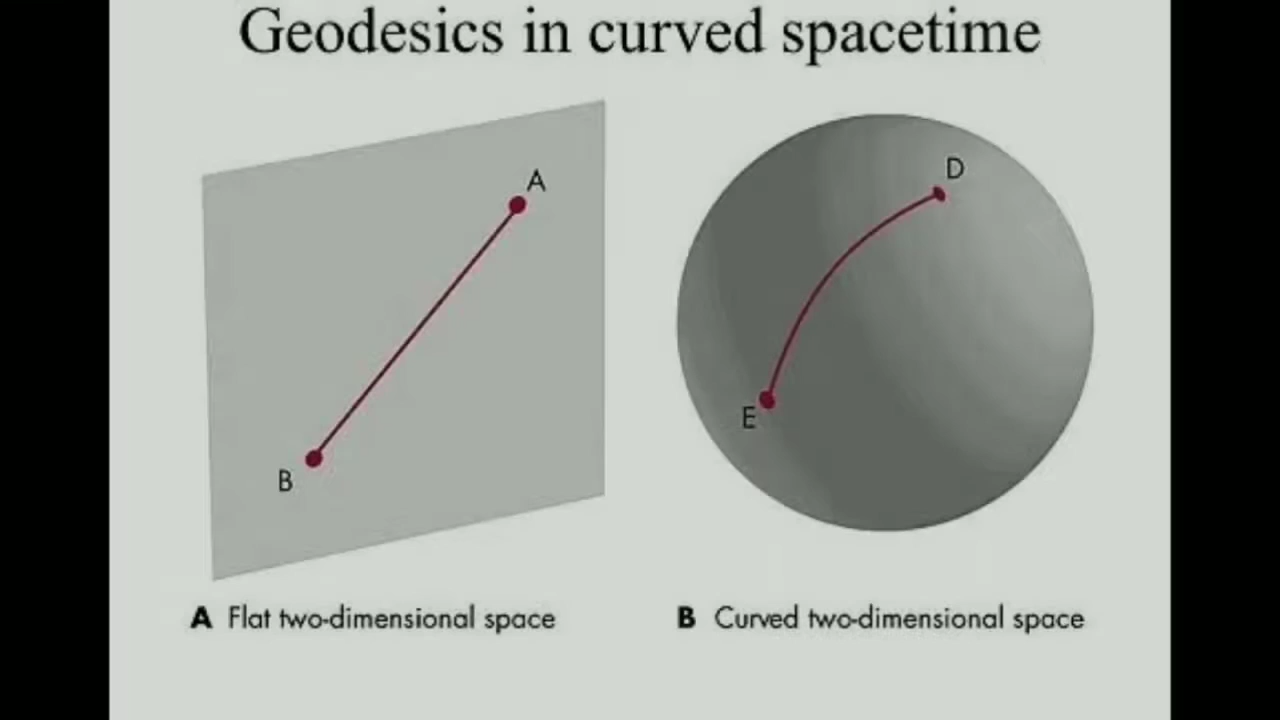 Geodesics in curved spacetime
A
B
D
E
A Flat two-dimensional space
B Curved two-dimensional space